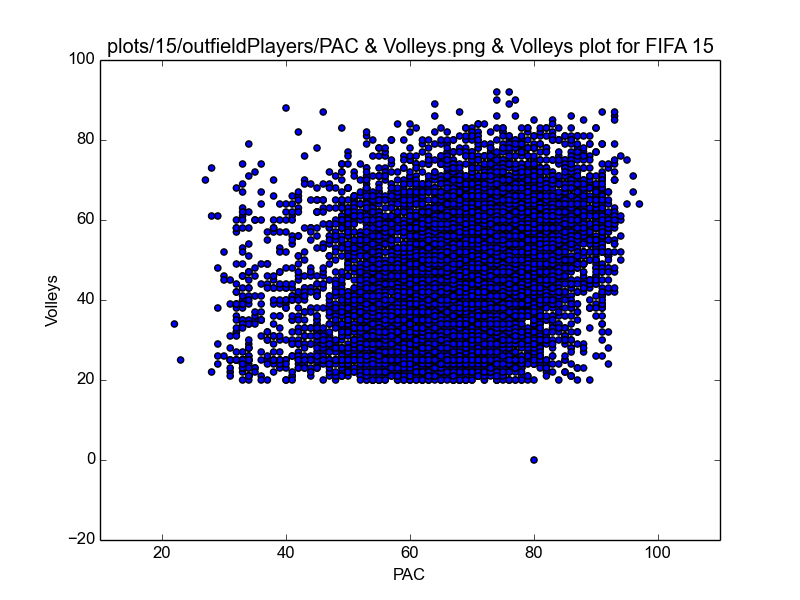 plots/15/outfieldPlayers/PAC & Volleys.png & Volleys plot for FIFA 15
100
80
60
40
20
0
−20
Volleys
20 40 60 80 100
PAC